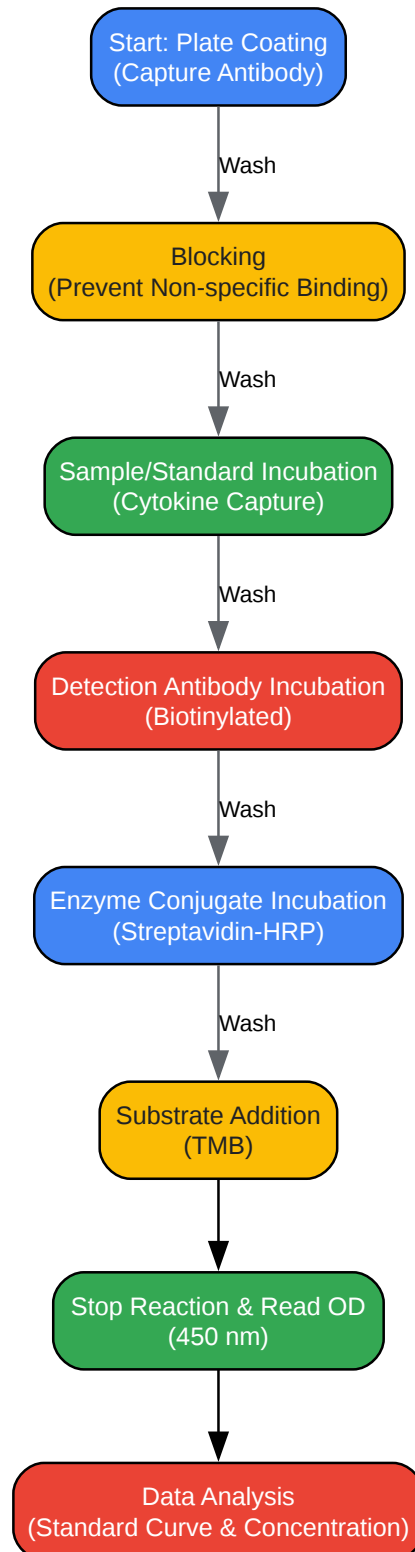 Start: Plate Coating
(Capture Antibody)
Wash
Blocking
(Prevent Non-specific Binding)
Wash
Sample/Standard Incubation
(Cytokine Capture)
Wash
Detection Antibody Incubation
(Biotinylated)
Wash
Enzyme Conjugate Incubation
(Streptavidin-HRP)
Wash
Substrate Addition
(TMB)
Stop Reaction & Read OD
(450 nm)
Data Analysis
(Standard Curve & Concentration)